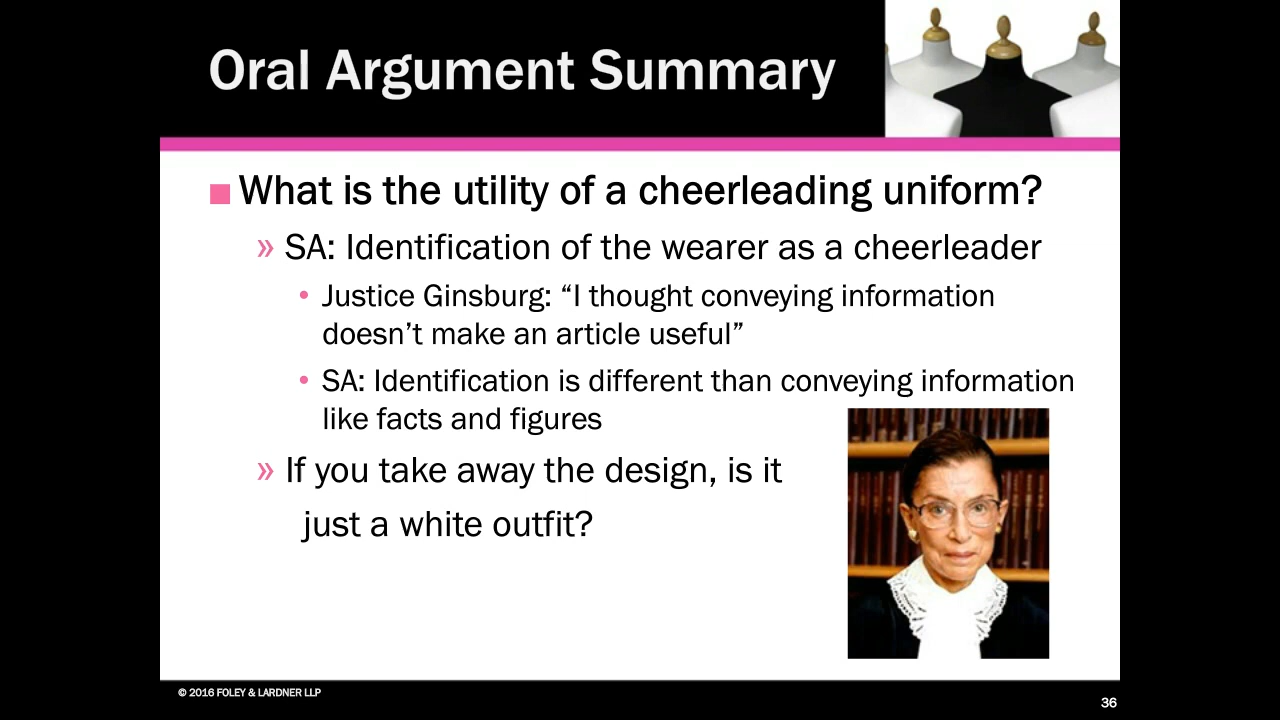 Oral Argument Summary
What is the utility of a cheerleading uniform?
» SA: Identification of the wearer as a cheerleader
• Justice Ginsburg: “I thought conveying information
doesn’t make an article useful”
• SA: Identification is different than conveying information
like facts and figures
» If you take away the design, is it
just a white outfit?
© 2016 FOLEY & LARDNER LLP
36